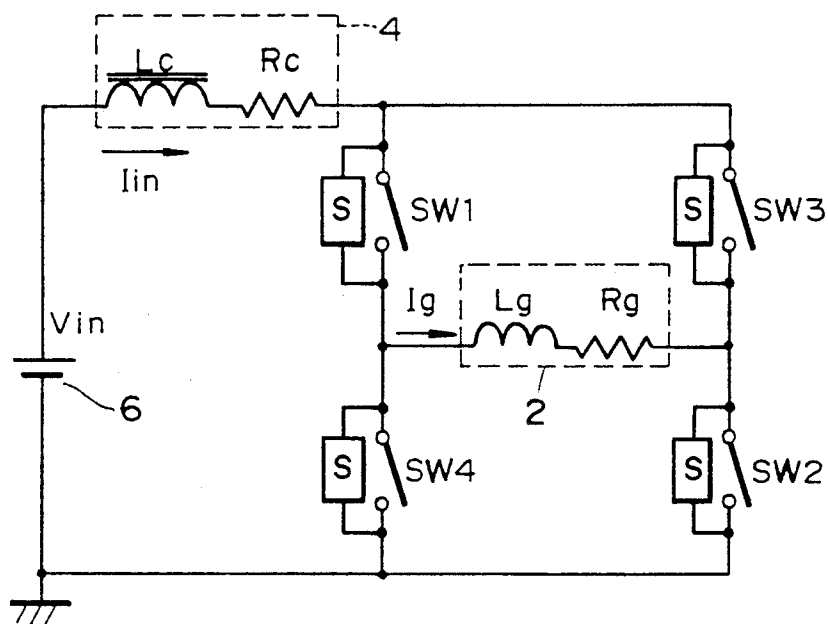 4
Lc Rc
Iin
S SW1
S SW3
Ig Lg Rg
Vin
2
6
S SW4
S SW2